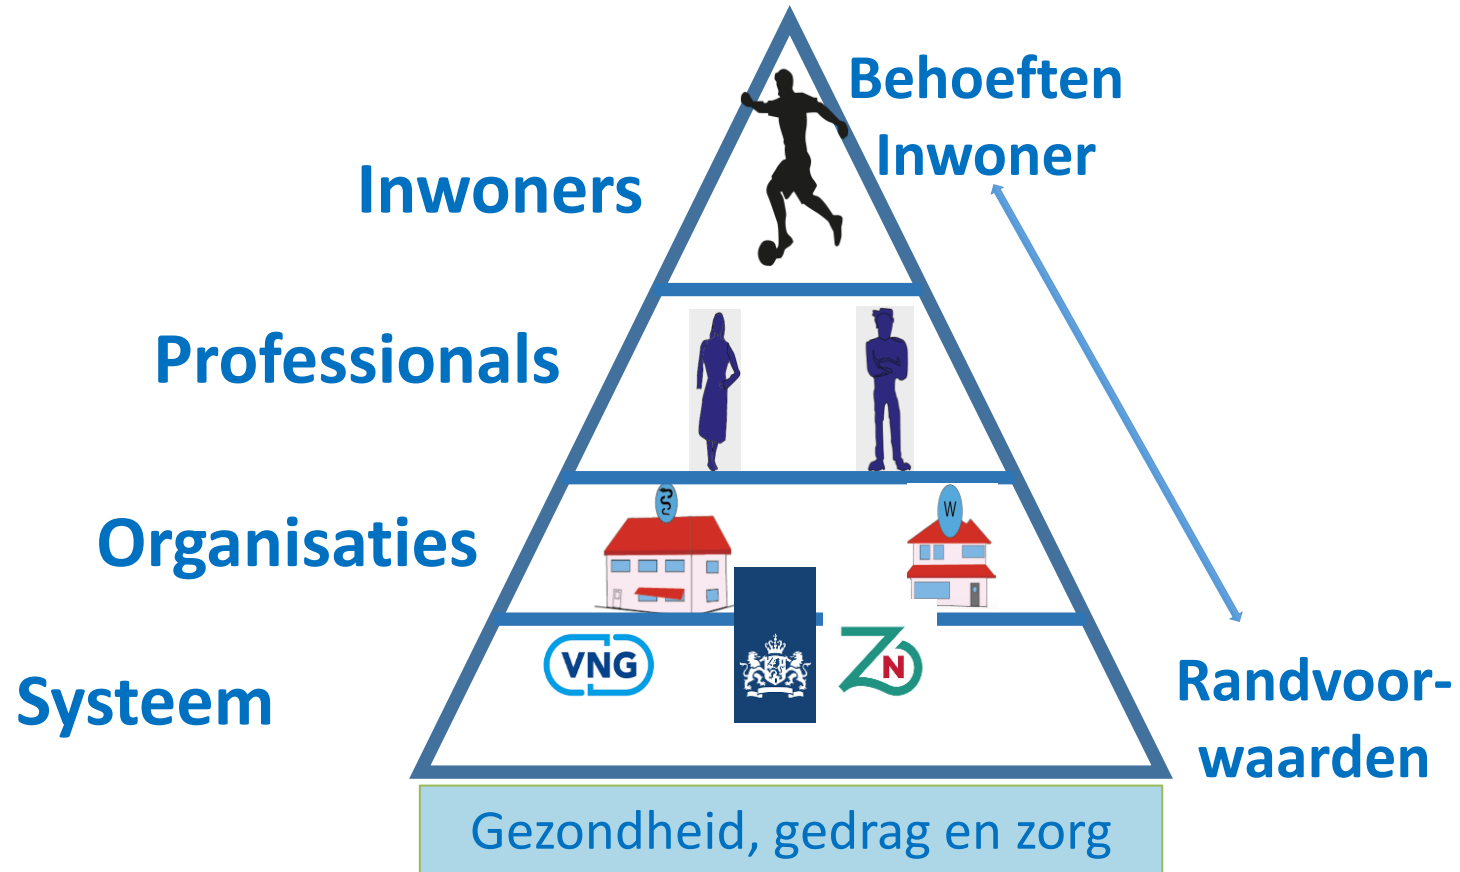 Behoeften
Inwoner
Inwoners
Professionals
Organisaties
W
VNG
ZN
Systeem
Randvoor-
waarden
Gezondheid, gedrag en zorg